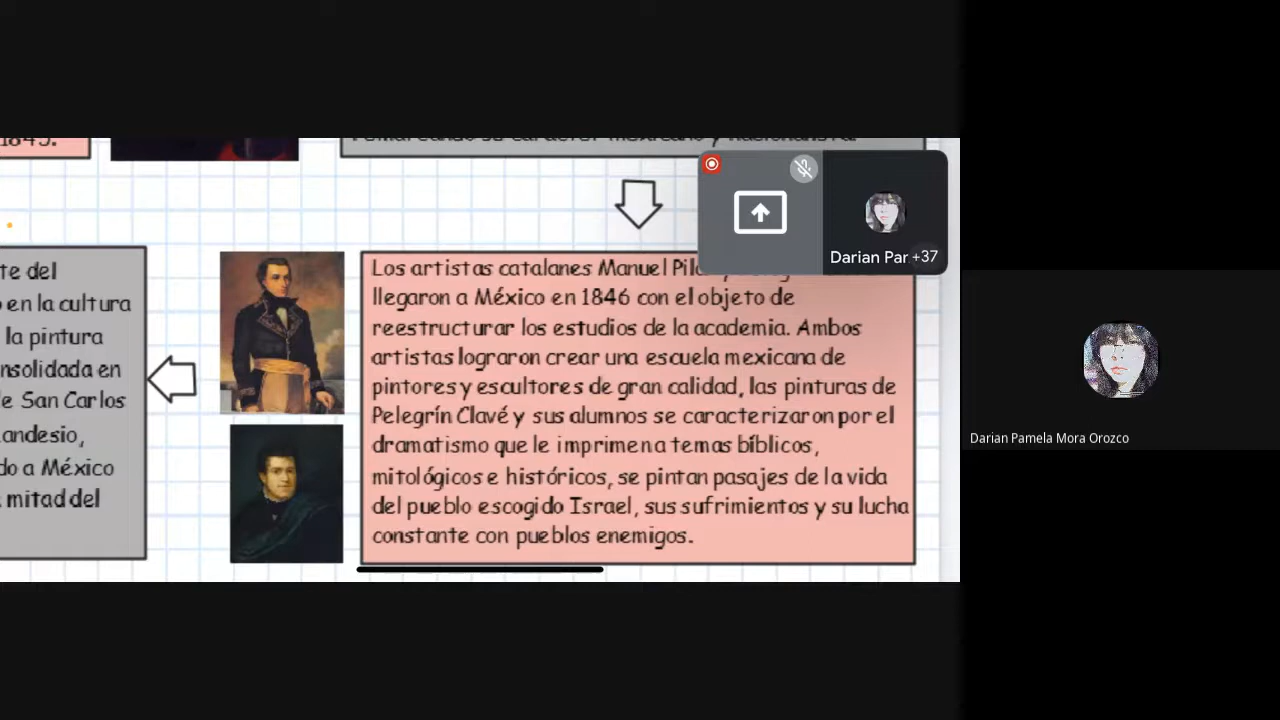 1845.
Darian Par +37
te del
o en la cultura
la pintura
nsolidada en
e San Carlos
andesio,
do a México
mitad del
Los artistas catalanes Manuel
llegaron a México en 1846 con el objeto de
reestructurar los estudios de la academia. Ambos
artistas lograron crear una escuela mexicana de
pintores y escultores de gran calidad, las pinturas de
Pelegrín Clavé y sus alumnos se caracterizaron por el
dramatismo que le imprimen a temas bíblicos,
mitológicos e históricos, se pintan pasajes de la vida
del pueblo escogido Israel, sus sufrimientos y su lucha
constante con pueblos enemigos.
Darian Pamela Mora Orozco